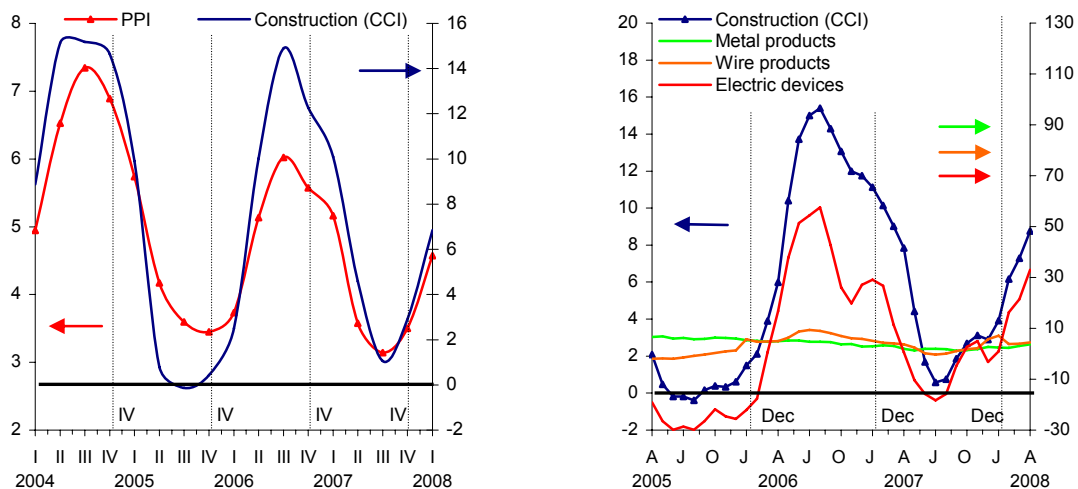 PPI
Construction (CCI)
8
7
6
5
4
3
2
16
14
12
10
8
6
4
2
0
-2
IV
IV
IV
IV
I II III IV I II III IV I II III IV I II III IV I
2004 2005 2006 2007 2008
Construction (CCI)
Metal products
Wire products
Electric devices
20
18
16
14
12
10
8
6
4
2
0
-2
130
110
90
70
50
30
10
-10
-30
Dec
Dec
Dec
A J O J A J O J A J O J A
2005 2006 2007 2008